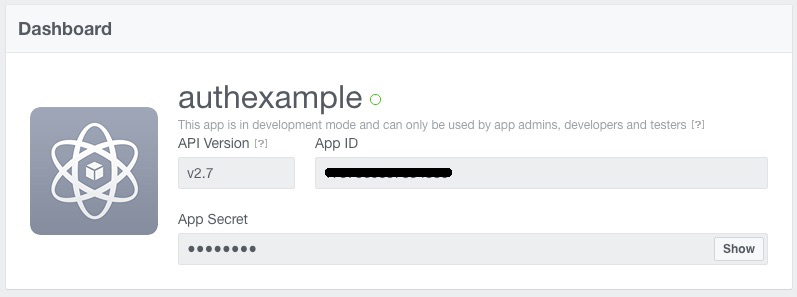 Dashboard
authexample
This app is in development mode and can only be used by app admins, developers and testers [?]
API Version [?] App ID
v2.7
App Secret
●●●●●●●● Show